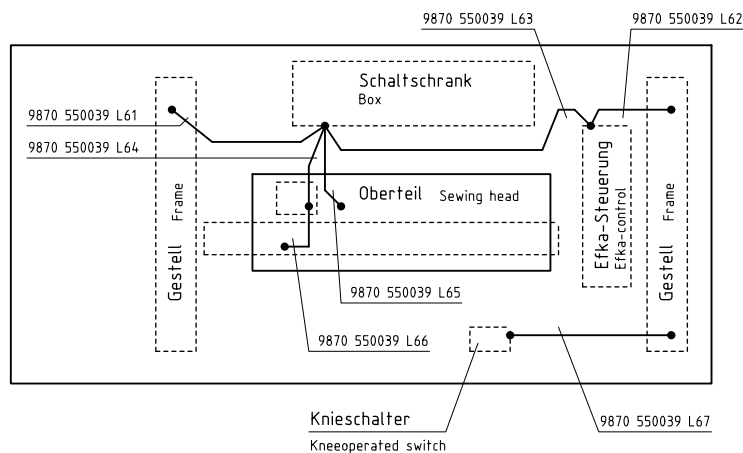 9870 550039 L63
9870 550039 L62
Schaltschrank
Box
9870 550039 L61
9870 550039 L64
Oberteil Sewing head
Efka-Steuerung
Efka-control
Gestell Frame
Gestell Frame
9870 550039 L65
9870 550039 L66
Knieschalter
Kneeoperated switch
9870 550039 L67